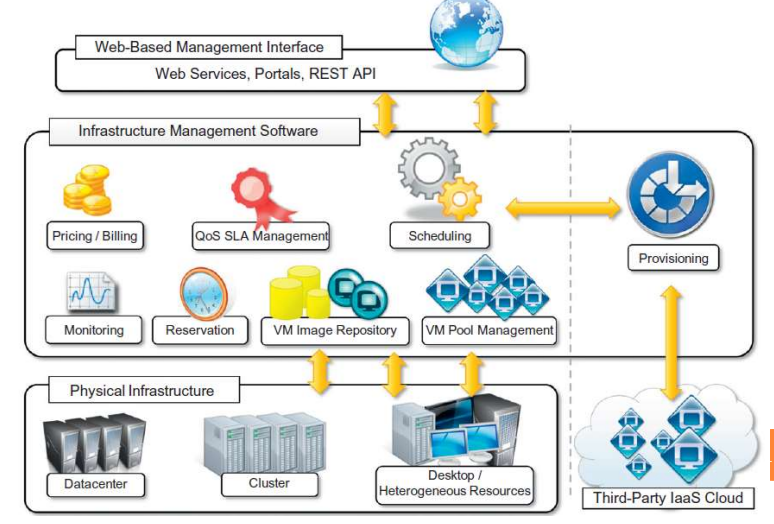 Web-Based Management Interface
Web Services, Portals, REST API
Infrastructure Management Software
Pricing / Billing
QoS SLA Management
Scheduling
Provisioning
Monitoring
Reservation
VM Image Repository
VM Pool Management
Physical Infrastructure
Datacenter
Cluster
Desktop /
Heterogeneous Resources
Third-Party IaaS Cloud